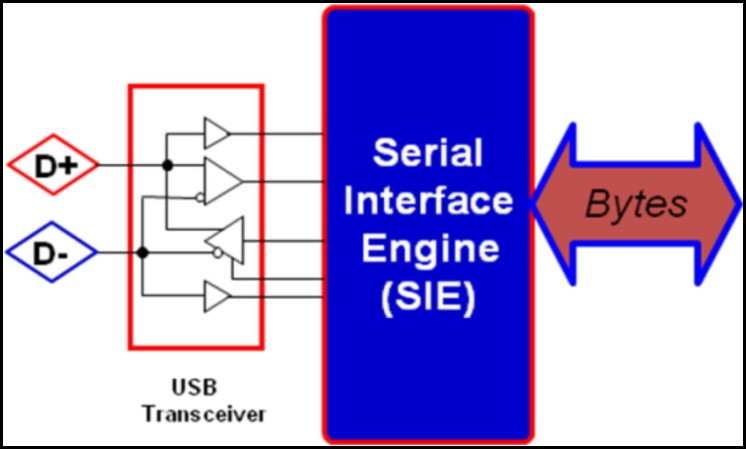 D+
D-
USB
Transceiver
Serial
Interface
Engine
(SIE)
Bytes